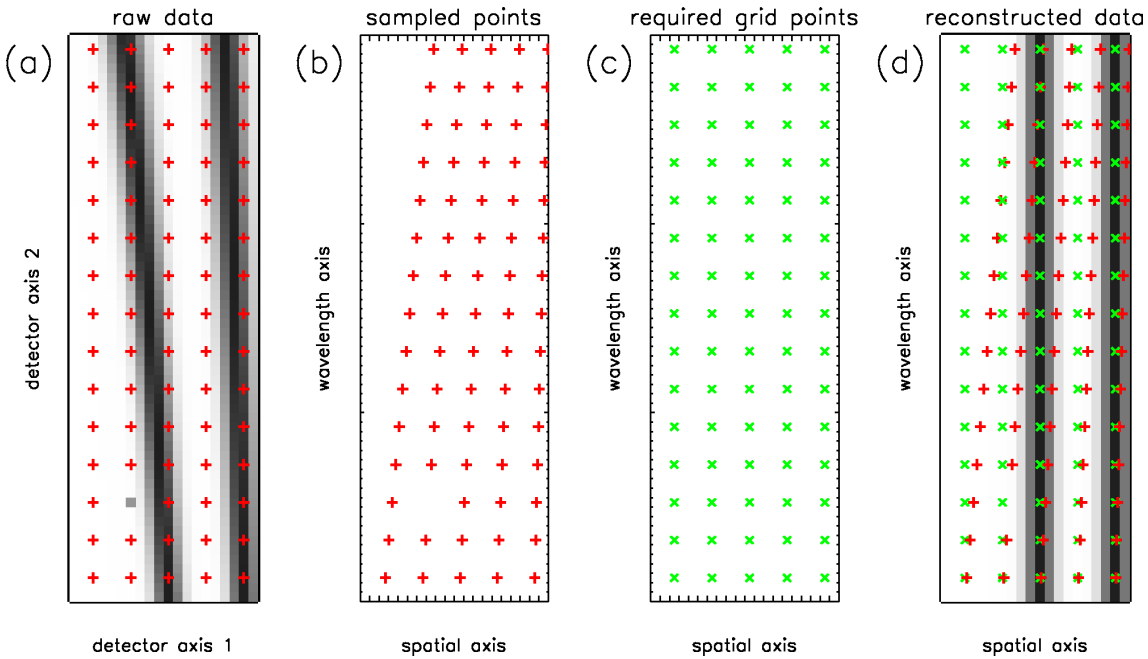 raw data
sampled points
required grid points
reconstructed data
(a)
(b)
(c)
(d)
detector axis 2
wavelength axis
wavelength axis
wavelength axis
detector axis 1
spatial axis
spatial axis
spatial axis